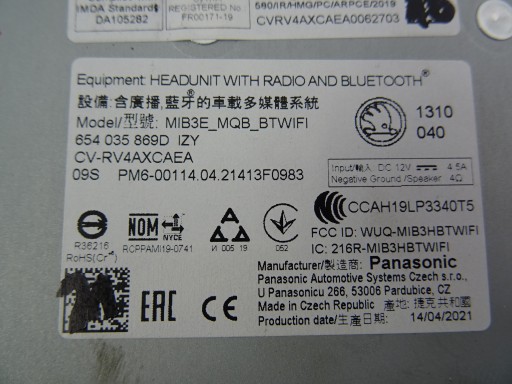 IMDA Standards
DA105282
REGISTERED No
FR00171-19
580/IR/HMG/PC/ARPCE/2019
CVRV4AXCAEA0062703
Equipment: HEADUNIT WITH RADIO AND BLUETOOTH®
設備:含廣播,藍牙®的車載多媒體系統
Model/型號: MIB3E_MQB_BTWIFI
654 035 869D IZY
CV-RV4AXCAEA
09S PM6-00114.04.21413F0983
1310
040
Input/輸入 DC 12V 4.5A
Negative Ground /Speaker 4Ω
CCAH19LP3340T5
FCC ID: WUQ-MIB3HBTWIFI
IC: 216R-MIB3HBTWIFI
R36216
RoHS(Cr⁺⁶)
NOM
NYCE
RCPPAMI19-0741
И 005 19
052
EAC CE
Manufacturer/製造商: Panasonic
Panasonic Automotive Systems Czech s.r.o.,
U Panasonicu 266, 53006 Pardubice, CZ
Made in Czech Republic 產地: 捷克共和國
Production date/生產日期: 14/04/2021